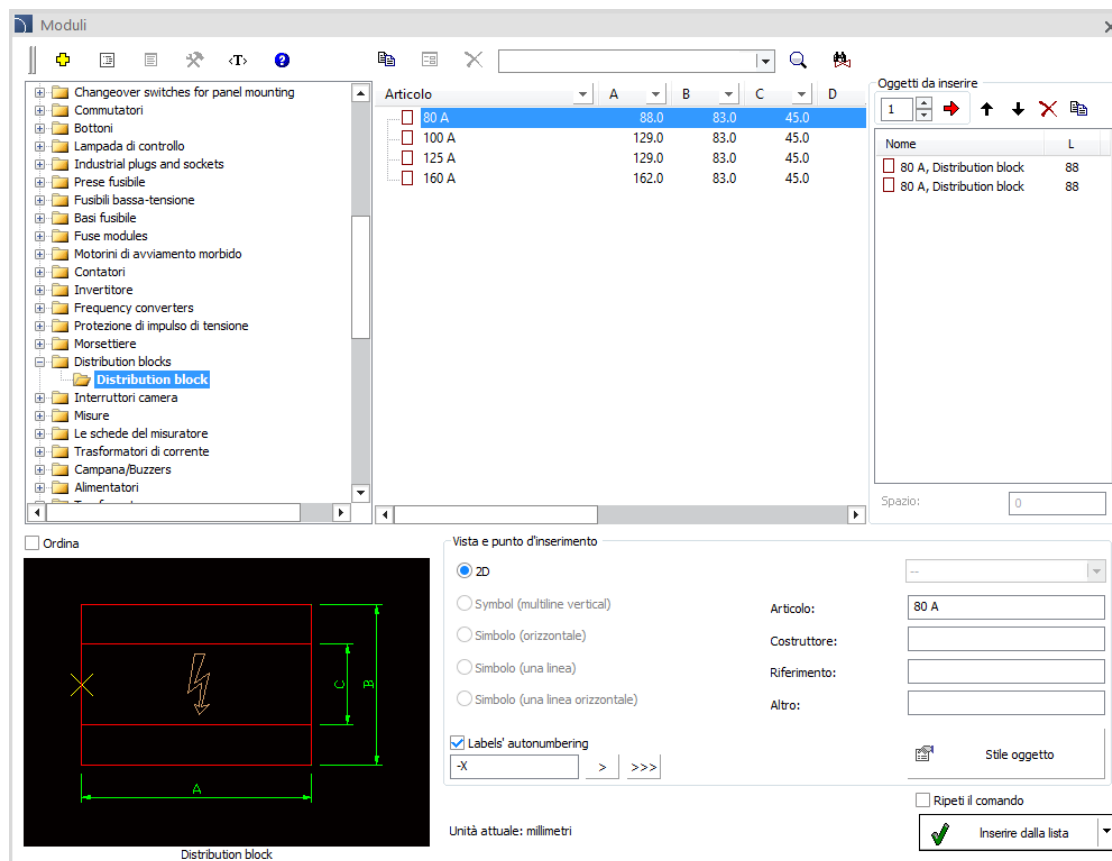 Moduli
<T> ?
Changeover switches for panel mounting
Commutatori
Bottoni
Lampada di controllo
Industrial plugs and sockets
Prese fusibile
Fusibili bassa-tensione
Basi fusibile
Fuse modules
Motorini di avviamento morbido
Contatori
Invertitore
Frequency converters
Protezione di impulso di tensione
Morsettiere
Distribution blocks
Distribution block
Interruttori camera
Misure
Le schede del misuratore
Trasformatori di corrente
Campana/Buzzers
Alimentatori
Articolo A B C D
80 A 88.0 83.0 45.0
100 A 129.0 83.0 45.0
125 A 129.0 83.0 45.0
160 A 162.0 83.0 45.0
Oggetti da inserire
1
Nome L
80 A, Distribution block 88
80 A, Distribution block 88
Spazio: 0
Ordina
C
B
A
Distribution block
Vista e punto d'inserimento
2D
Symbol (multiline vertical)
Simbolo (orizzontale)
Simbolo (una linea)
Simbolo (una linea orizzontale)
--
Articolo: 80 A
Costruttore:
Riferimento:
Altro:
Labels' autonumbering
-X > >>>
Stile oggetto
Ripeti il comando
Unità attuale: millimetri
Inserire dalla lista